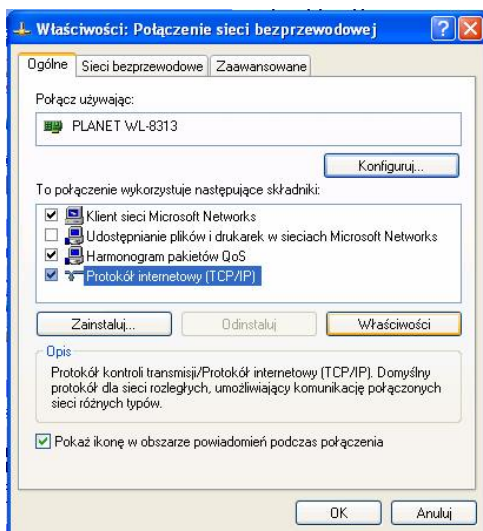 Właściwości: Połączenie sieci bezprzewodowej
Ogólne Sieci bezprzewodowe Zaawansowane
Połącz używając:
PLANET WL-8313
Konfiguruj...
To połączenie wykorzystuje następujące składniki:
Klient sieci Microsoft Networks
Udostępnianie plików i drukarek w sieciach Microsoft Networks
Harmonogram pakietów QoS
Protokół internetowy (TCP/IP)
Zainstaluj... Odinstaluj Właściwości
Opis
Protokół kontroli transmisji/Protokół internetowy (TCP/IP). Domyślny
protokół dla sieci rozległych, umożliwiający komunikację połączonych
sieci różnych typów.
Pokaż ikonę w obszarze powiadomień podczas połączenia
OK Anuluj